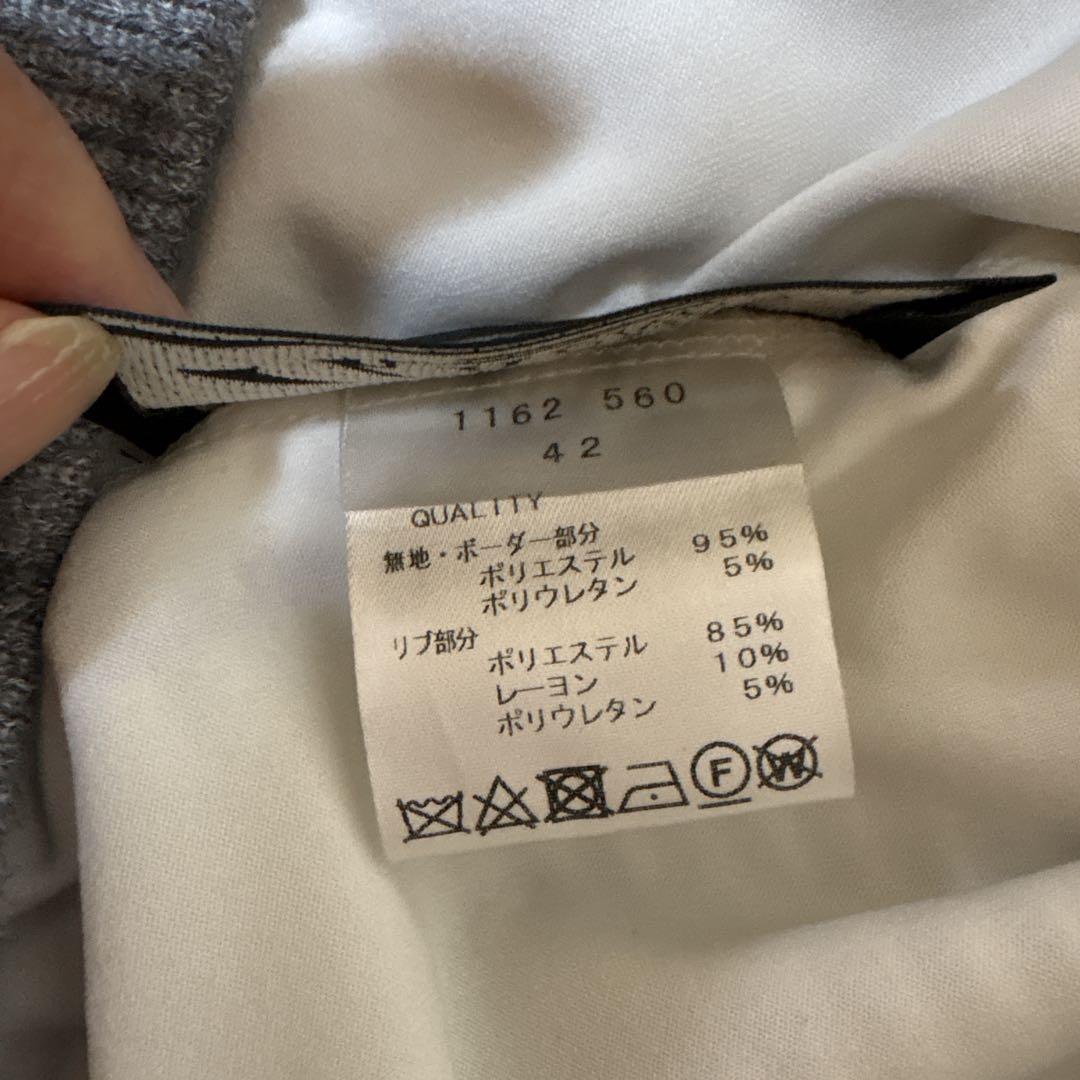 1162 560
42
QUALITY
無地・ボーダー部分
ポリエステル 95%
ポリウレタン 5%
リブ部分
ポリエステル 85%
レーヨン 10%
ポリウレタン 5%
F
W